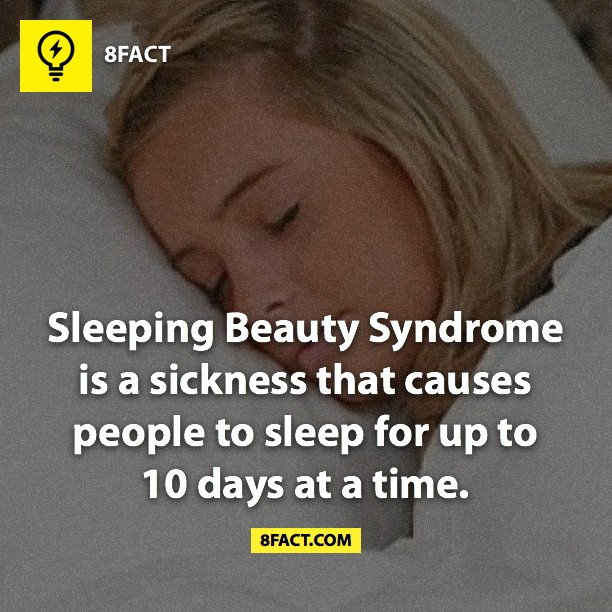 8FACT
Sleeping Beauty Syndrome
is a sickness that causes
people to sleep for up to
10 days at a time.
8FACT.COM